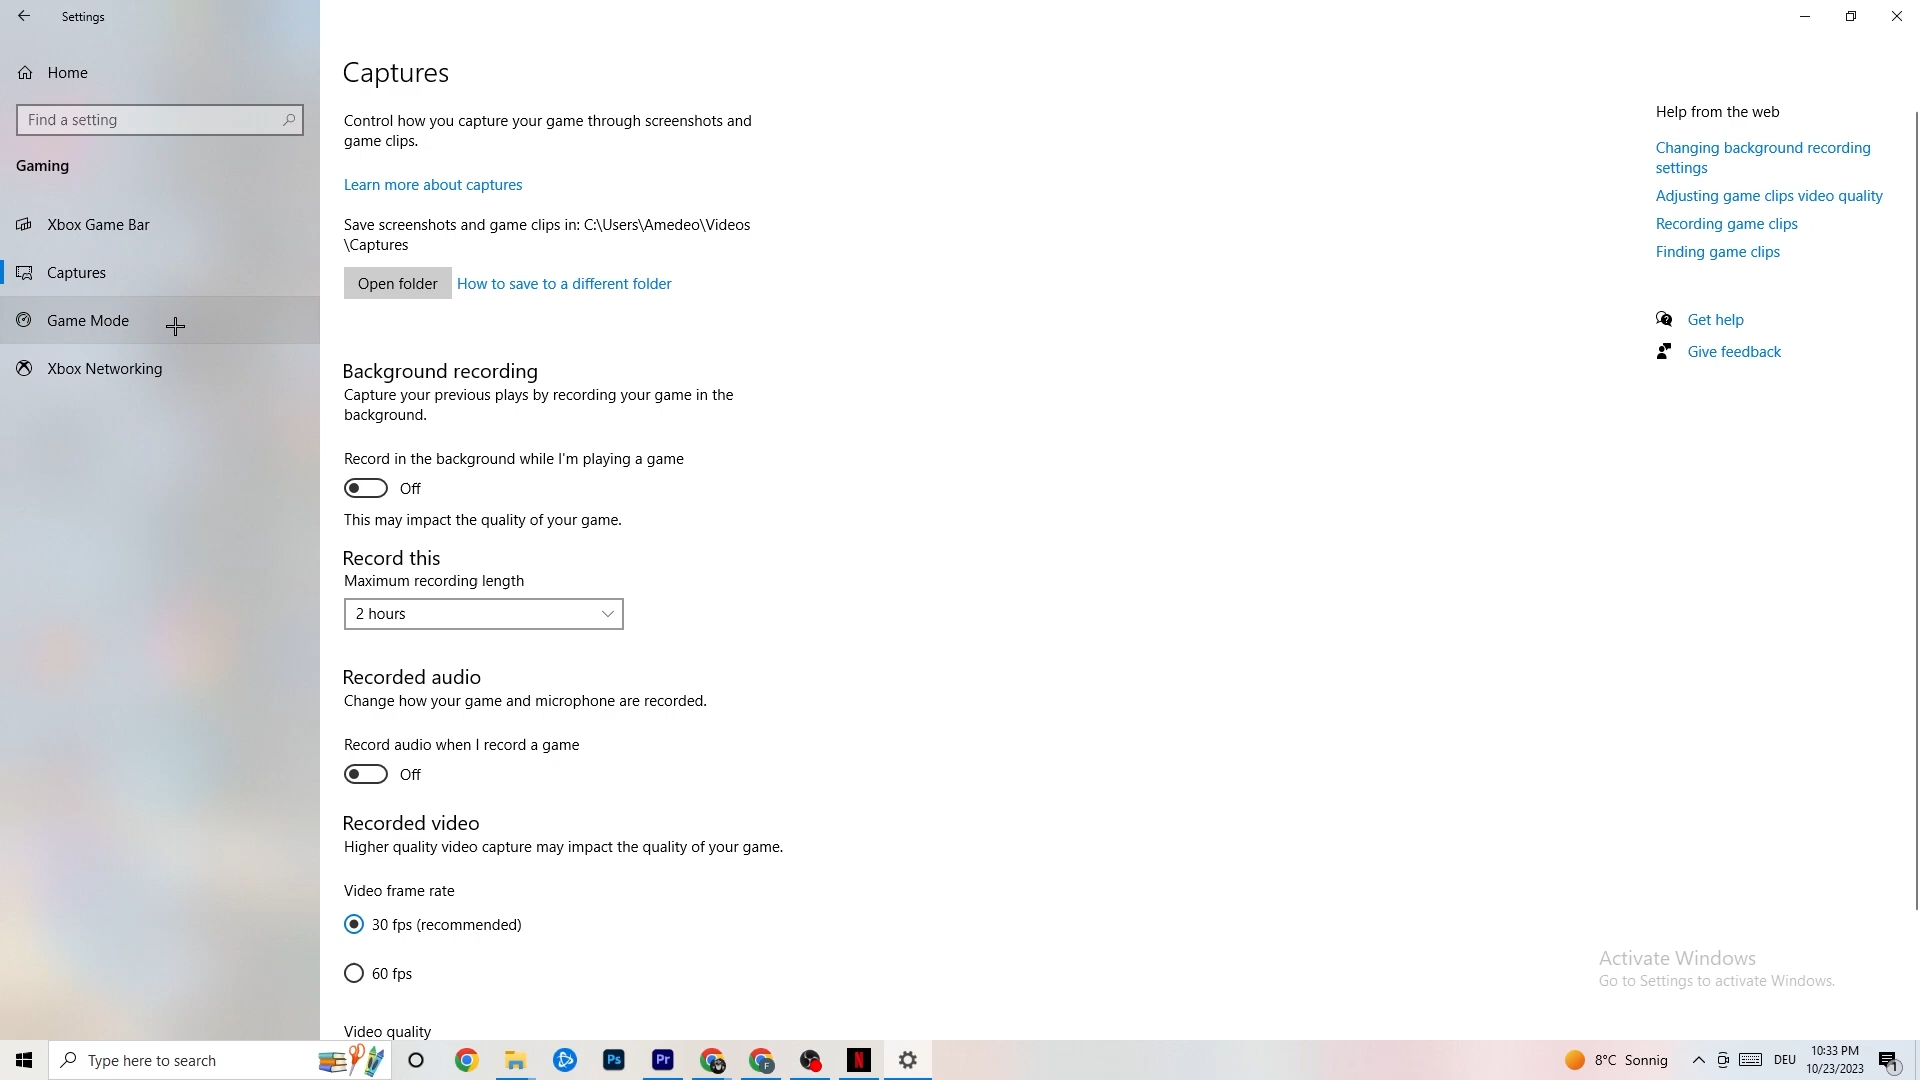 Settings
Home
Find a setting
Gaming
Xbox Game Bar
Captures
Game Mode
Xbox Networking
Captures
Control how you capture your game through screenshots and
game clips.
Learn more about captures
Save screenshots and game clips in: C:\Users\Amedeo\Videos
\Captures
Open folder How to save to a different folder
Background recording
Capture your previous plays by recording your game in the
background.
Record in the background while I'm playing a game
Off
This may impact the quality of your game.
Record this
Maximum recording length
2 hours
Recorded audio
Change how your game and microphone are recorded.
Record audio when I record a game
Off
Recorded video
Higher quality video capture may impact the quality of your game.
Video frame rate
30 fps (recommended)
60 fps
Video quality
Help from the web
Changing background recording
settings
Adjusting game clips video quality
Recording game clips
Finding game clips
Get help
Give feedback
Activate Windows
Go to Settings to activate Windows.
Type here to search
Ps
Pr
F
N
8°C Sonnig
DEU
10:33 PM
10/23/2023
1